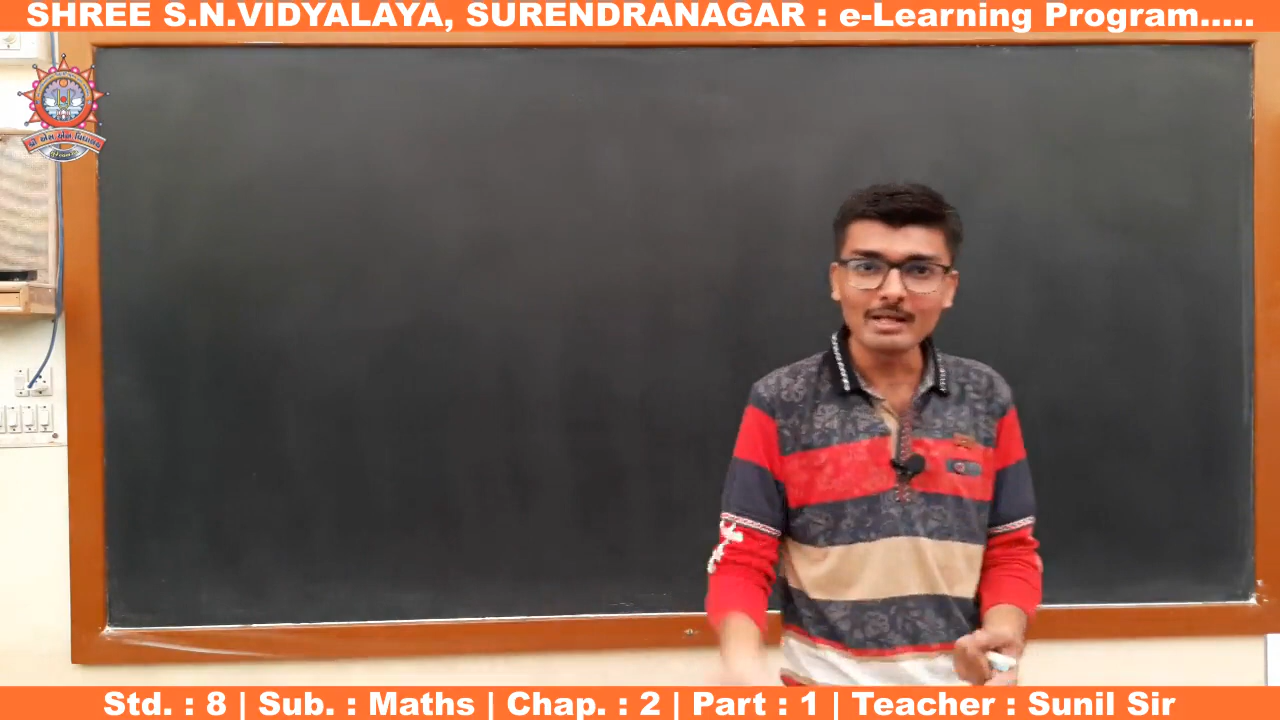 SHREE S.N.VIDYALAYA, SURENDRANAGAR : e-Learning Program.....
Std. : 8 | Sub. : Maths | Chap. : 2 | Part : 1 | Teacher : Sunil Sir